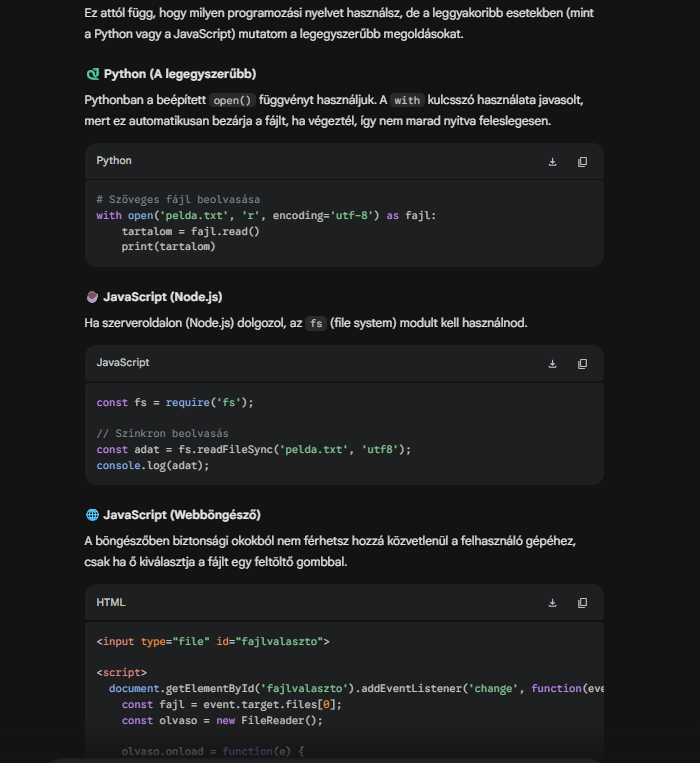 Ez attól függ, hogy milyen programozási nyelvet használsz, de a leggyakoribb esetekben (mint
a Python vagy a JavaScript) mutatom a legegyszerűbb megoldásokat.
Python (A legegyszerűbb)
Pythonban a beépített open() függvényt használjuk. A with kulcsszó használata javasolt,
mert ez automatikusan bezárja a fájlt, ha végeztél, így nem marad nyitva feleslegesen.
Python
# Szöveges fájl beolvasása
with open('pelda.txt', 'r', encoding='utf-8') as fajl:
    tartalom = fajl.read()
    print(tartalom)
JavaScript (Node.js)
Ha szerveroldalon (Node.js) dolgozol, az fs (file system) modult kell használnod.
JavaScript
const fs = require('fs');
// Szinkron beolvasás
const adat = fs.readFileSync('pelda.txt', 'utf8');
console.log(adat);
JavaScript (Webböngésző)
A böngészőben biztonsági okokból nem férhetsz hozzá közvetlenül a felhasználó gépéhez,
csak ha ő kiválasztja a fájlt egy feltöltő gombbal.
HTML
<input type="file" id="fajlvalaszto">
<script>
  document.getElementById('fajlvalaszto').addEventListener('change', function(eve
    const fajl = event.target.files[0];
    const olvaso = new FileReader();
    olvaso.onload = function(e) {